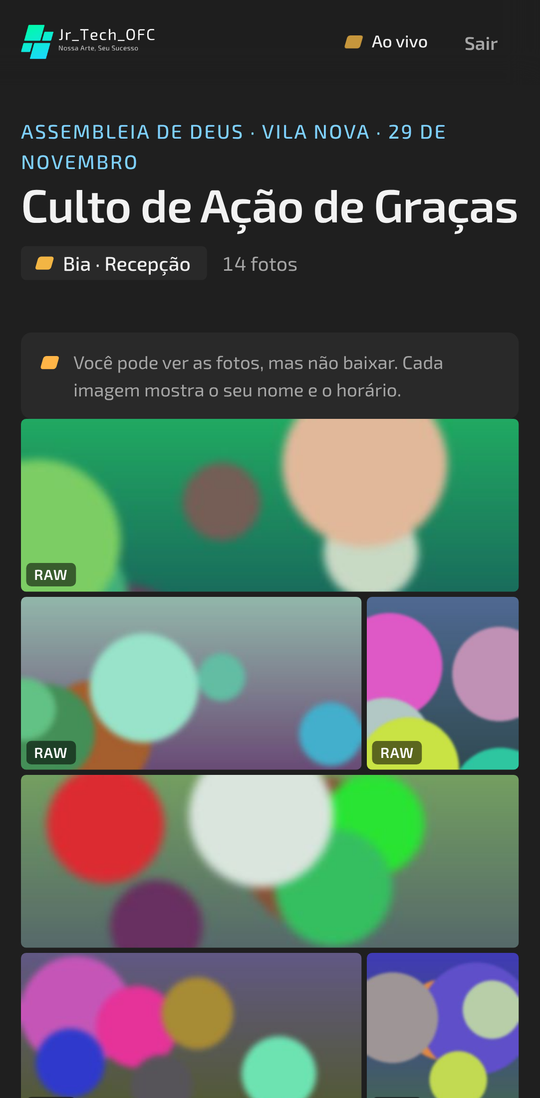 Jr_Tech_OFC
Nossa Arte, Seu Sucesso
Ao vivo
Sair
ASSEMBLEIA DE DEUS · VILA NOVA · 29 DE
NOVEMBRO
Culto de Ação de Graças
Bia · Recepção
14 fotos
Você pode ver as fotos, mas não baixar. Cada
imagem mostra o seu nome e o horário.
RAW
RAW
RAW